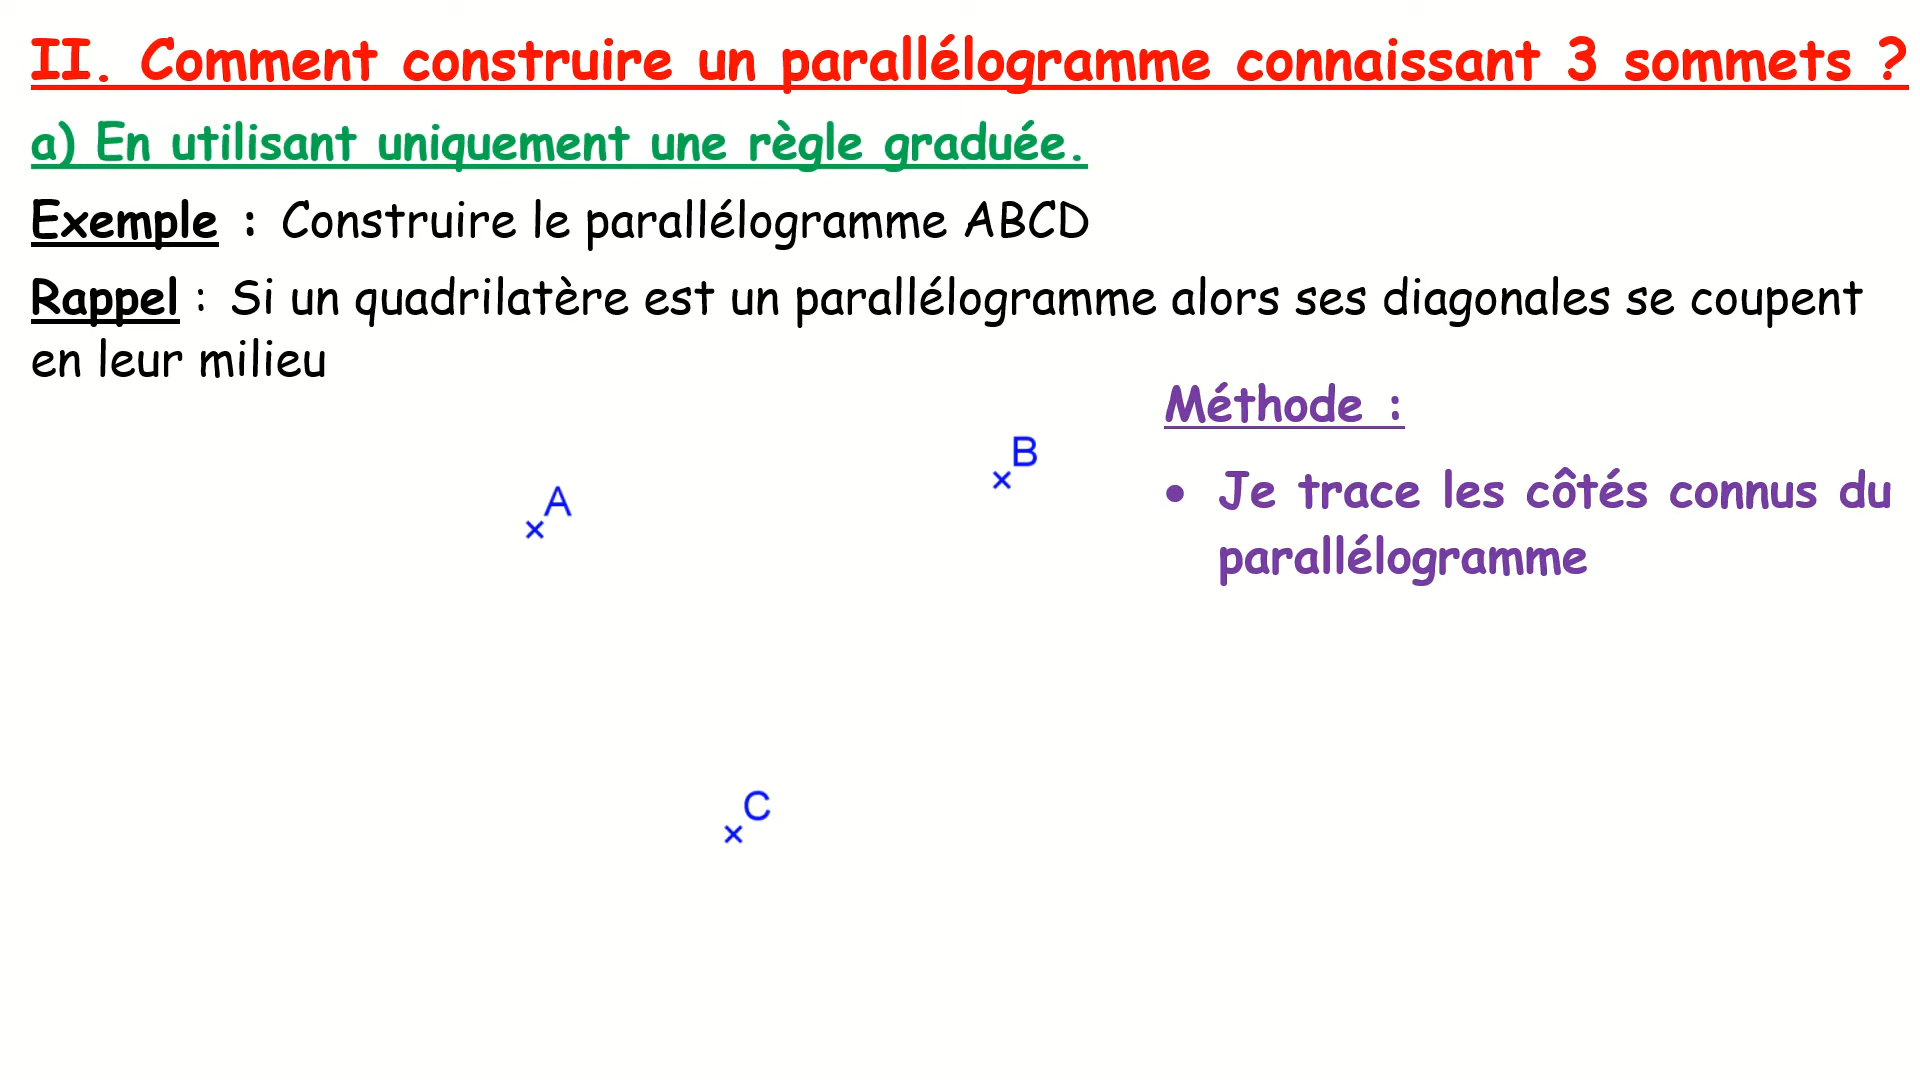 II. Comment construire un parallélogramme connaissant 3 sommets ?
a) En utilisant uniquement une règle graduée.
Exemple : Construire le parallélogramme ABCD
Rappel : Si un quadrilatère est un parallélogramme alors ses diagonales se coupent
en leur milieu
Méthode :
B
• Je trace les côtés connus du
A
parallélogramme
C